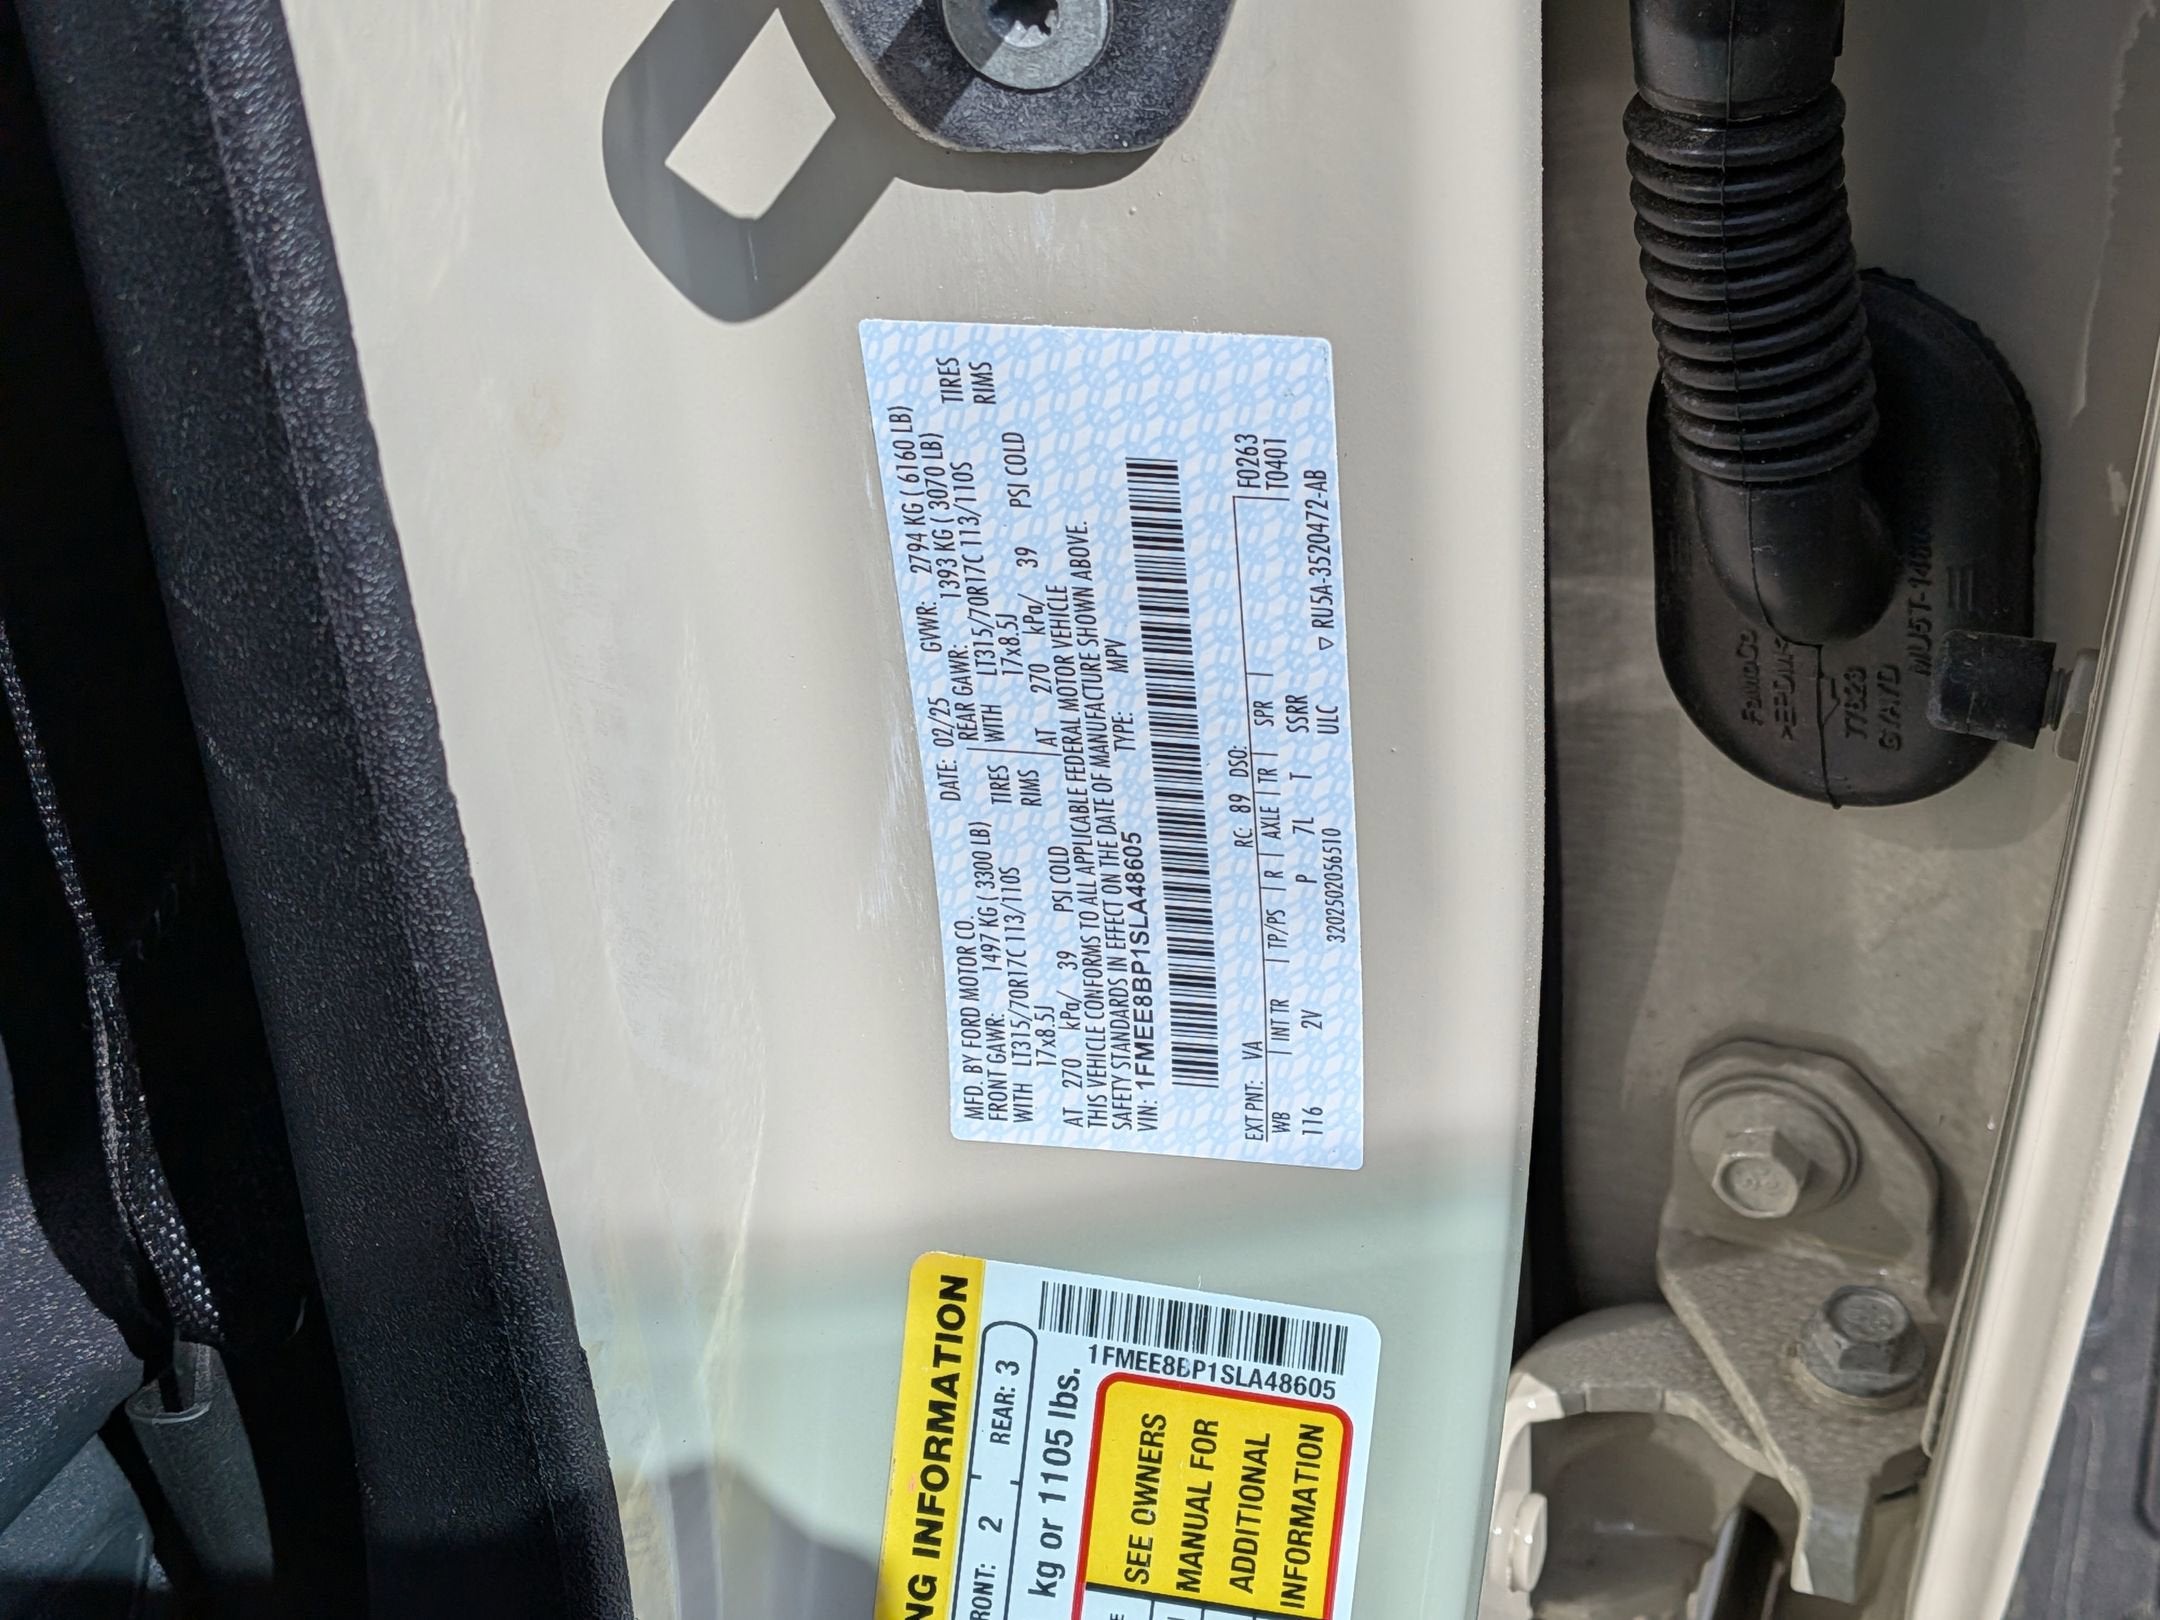 MFD. BY FORD MOTOR CO. DATE: 02/25 GVWR: 2794 KG ( 6160 LB)
FRONT GAWR: 1497 KG ( 3300 LB) REAR GAWR: 1393 KG ( 3070 LB)
WITH LT315/70R17C 113/110S TIRES WITH LT315/70R17C 113/110S TIRES
17x8.5J RIMS 17x8.5J RIMS
AT 270 kPa/ 39 PSI COLD AT 270 kPa/ 39 PSI COLD
THIS VEHICLE CONFORMS TO ALL APPLICABLE FEDERAL MOTOR VEHICLE
SAFETY STANDARDS IN EFFECT ON THE DATE OF MANUFACTURE SHOWN ABOVE.
VIN: 1FMEE8BP1SLA48605 TYPE: MPV
EXT PNT: VA RC: 89 DSO: F0263
WB INT TR TP/PS R AXLE TR SPR T0401
116 2V P 7L T SSRR
ULC
32025020565​10 ▽ RU5A-3520472-AB
NG INFORMATION
RONT: 2 REAR: 3
kg or 1105 lbs.
1FMEE8BP1SLA48605
SEE OWNERS
MANUAL FOR
ADDITIONAL
INFORMATION
77823